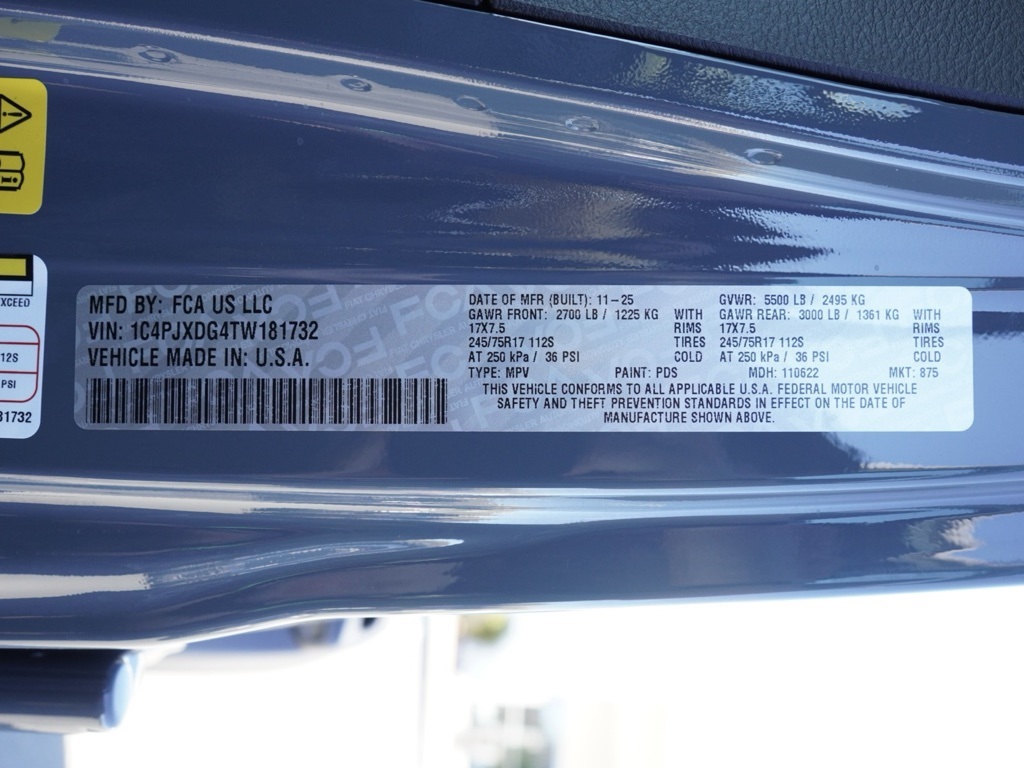 XCEED
112S
PSI
81732
MFD BY: FCA US LLC
VIN: 1C4PJXDG4TW181732
VEHICLE MADE IN: U.S.A.
DATE OF MFR (BUILT): 11-25 GVWR: 5500 LB / 2495 KG
GAWR FRONT: 2700 LB / 1225 KG WITH GAWR REAR: 3000 LB / 1361 KG WITH
17X7.5 RIMS 17X7.5 RIMS
245/75R17 112S TIRES 245/75R17 112S TIRES
AT 250 kPa / 36 PSI COLD AT 250 kPa / 36 PSI COLD
TYPE: MPV PAINT: PDS MDH: 110622 MKT: 875
THIS VEHICLE CONFORMS TO ALL APPLICABLE U.S.A. FEDERAL MOTOR VEHICLE
SAFETY AND THEFT PREVENTION STANDARDS IN EFFECT ON THE DATE OF
MANUFACTURE SHOWN ABOVE.